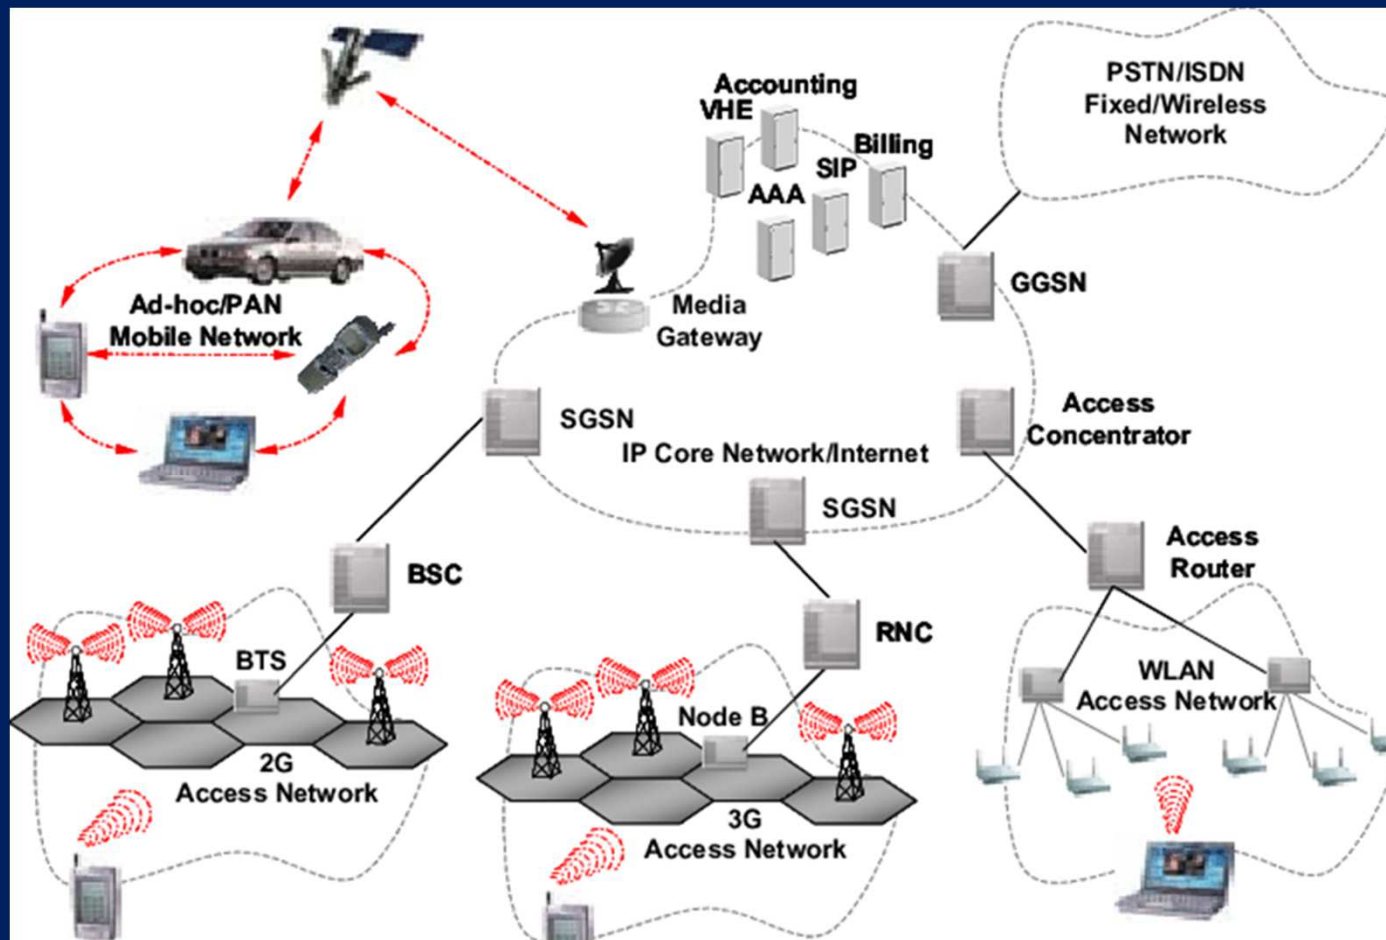 PSTN/ISDN
Fixed/Wireless
Network
Accounting
VHE
Billing
SIP
AAA
GGSN
Media
Gateway
Ad-hoc/PAN
Mobile Network
SGSN
Access
Concentrator
IP Core Network/Internet
SGSN
Access
Router
BSC
RNC
BTS
WLAN
Access Network
Node B
2G
Access Network
3G
Access Network